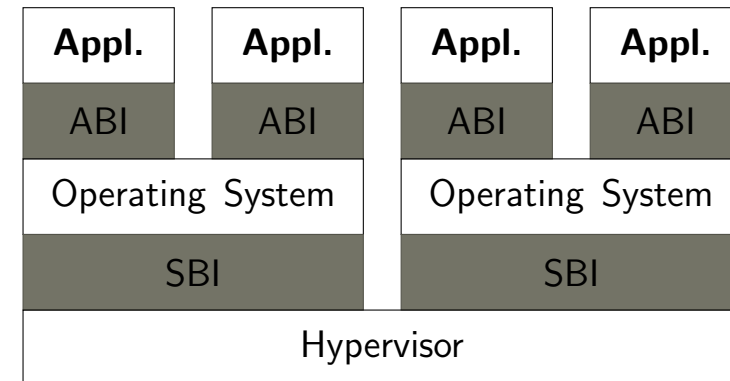 Appl. Appl. Appl. Appl.
ABI ABI ABI ABI
Operating System Operating System
SBI SBI
Hypervisor